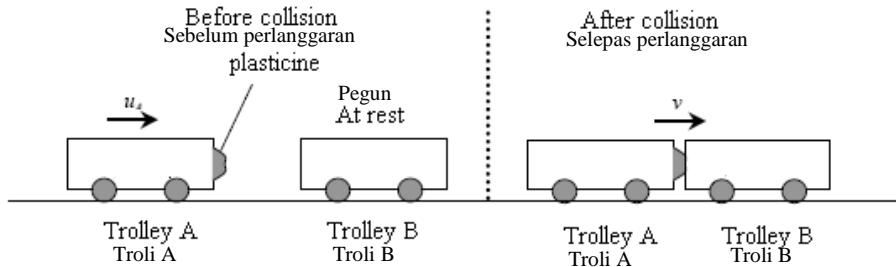 Before collision
Sebelum perlanggaran
plasticine
u_A
Pegun
At rest
Trolley A
Troli A
Trolley B
Troli B
After collision
Selepas perlanggaran
v
Trolley A
Troli A
Trolley B
Troli B